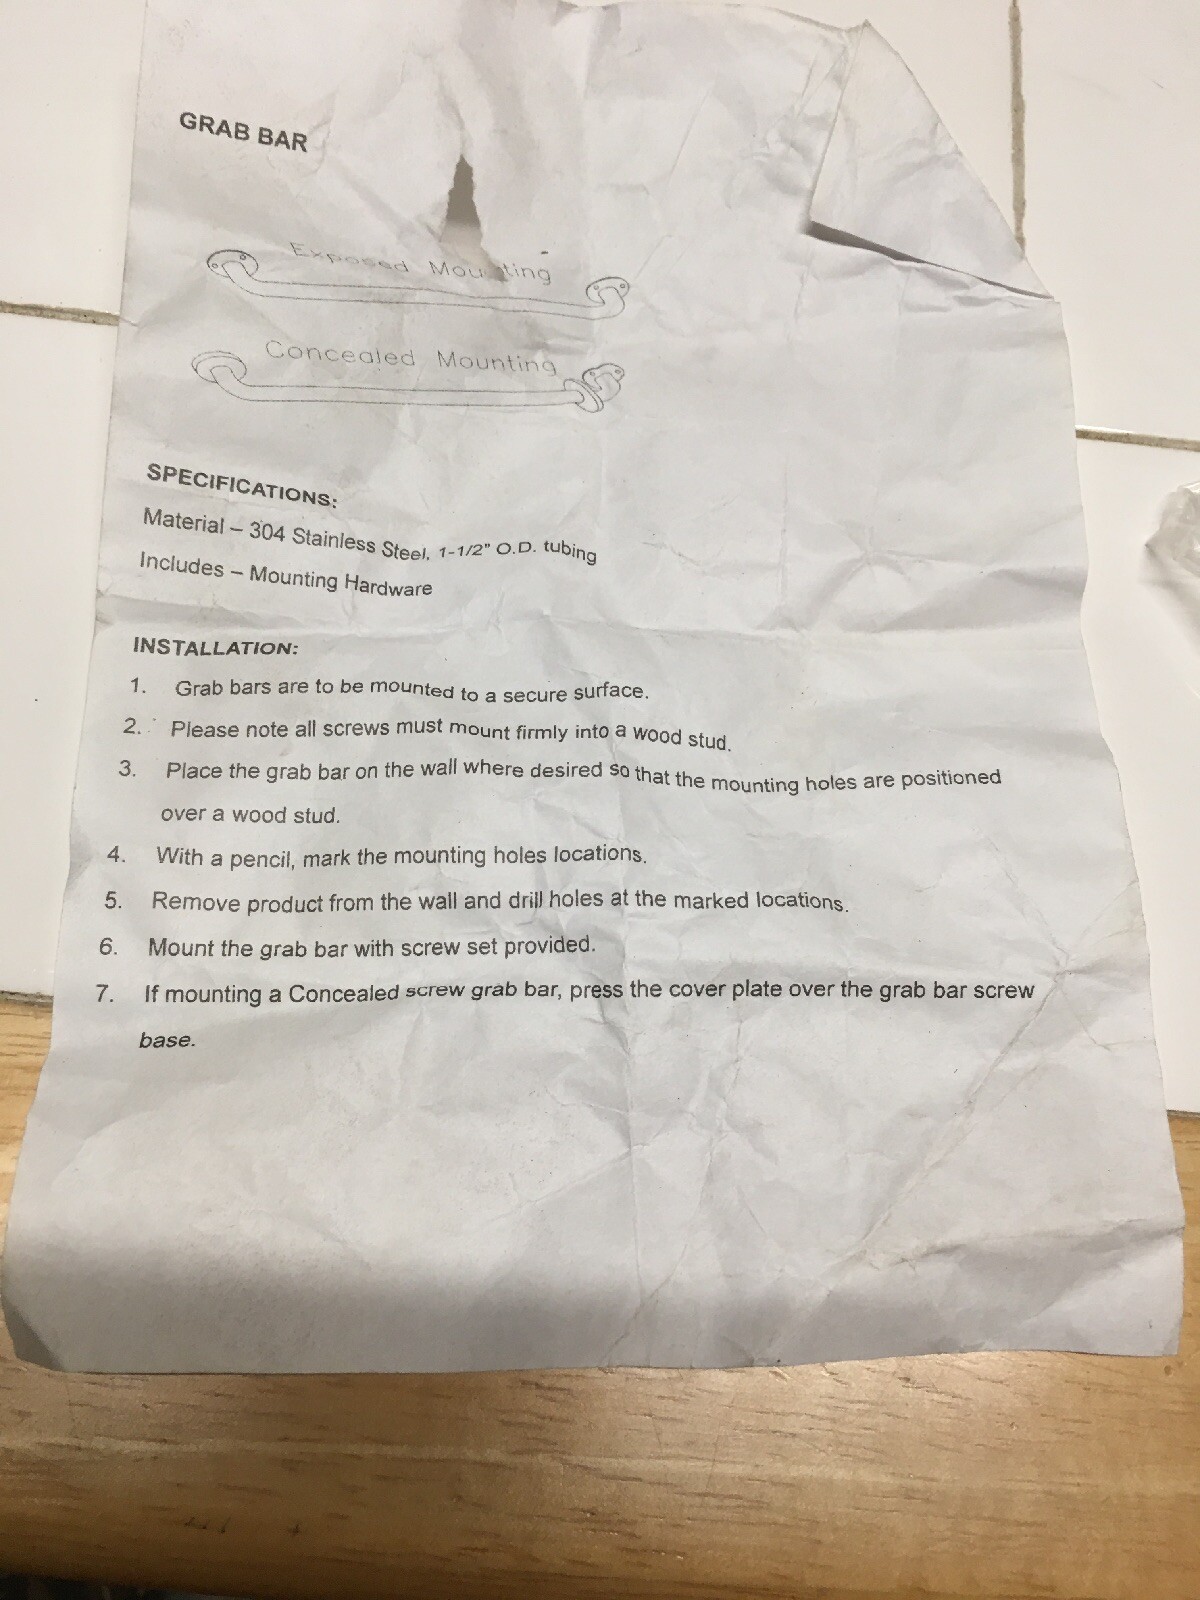 GRAB BAR
Exposed Mounting
Concealed Mounting
SPECIFICATIONS:
Material – 304 Stainless Steel, 1-1/2" O.D. tubing
Includes – Mounting Hardware
INSTALLATION:
1. Grab bars are to be mounted to a secure surface.
2. Please note all screws must mount firmly into a wood stud.
3. Place the grab bar on the wall where desired so that the mounting holes are positioned
over a wood stud.
4. With a pencil, mark the mounting holes locations.
5. Remove product from the wall and drill holes at the marked locations.
6. Mount the grab bar with screw set provided.
7. If mounting a Concealed screw grab bar, press the cover plate over the grab bar screw
base.